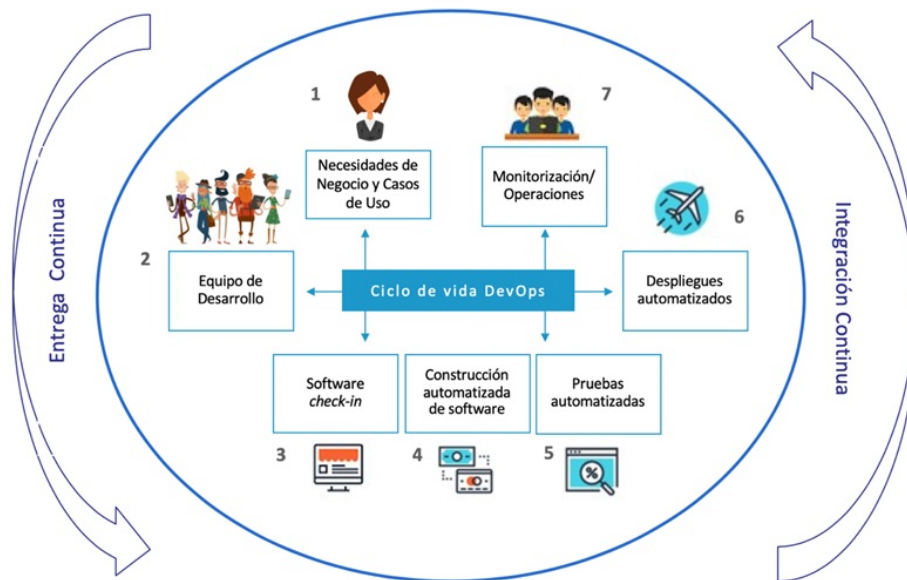 1
Necesidades de
Negocio y Casos
de Uso
7
Monitorización/
Operaciones
2
Equipo de
Desarrollo
Ciclo de vida DevOps
6
Despliegues
automatizados
Software
check-in
3
Construcción
automatizada
de software
4
Pruebas
automatizadas
5
Entrega Continua
Integración Continua